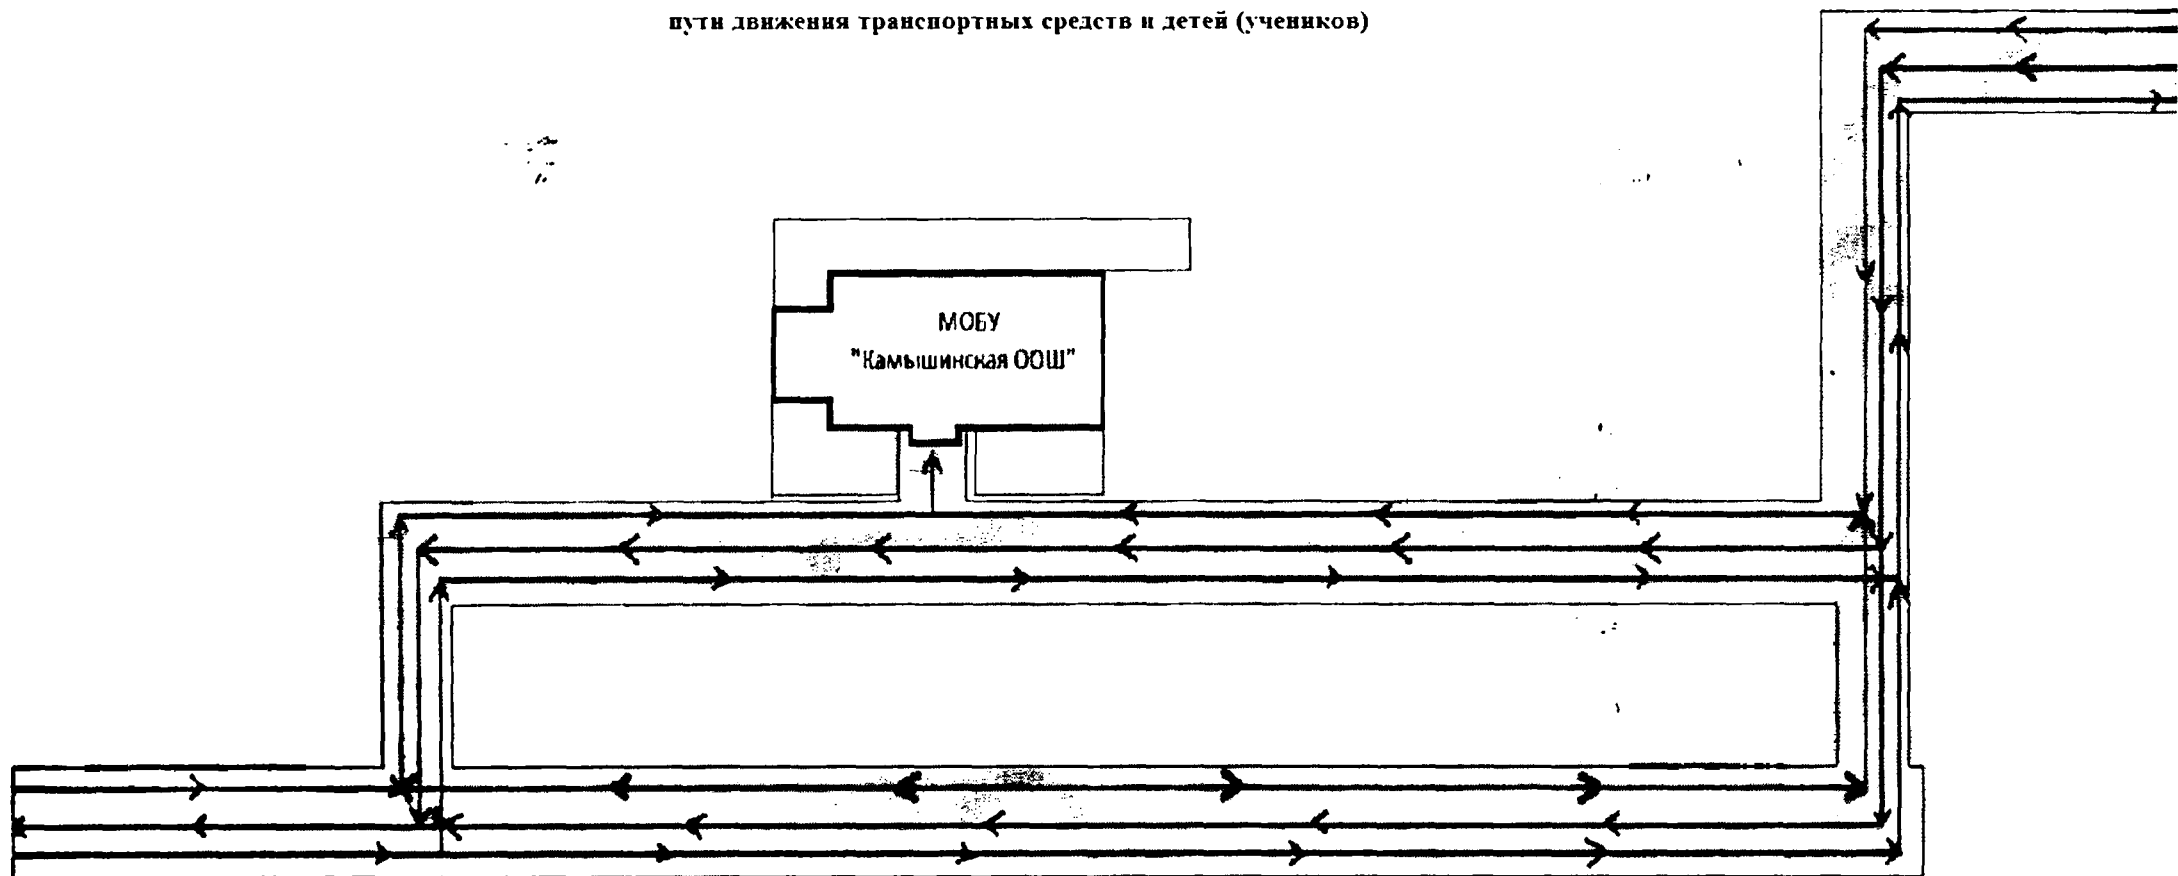 пути движения транспортных средств и детей (учеников)
МОБУ
"Камышинская ООШ"